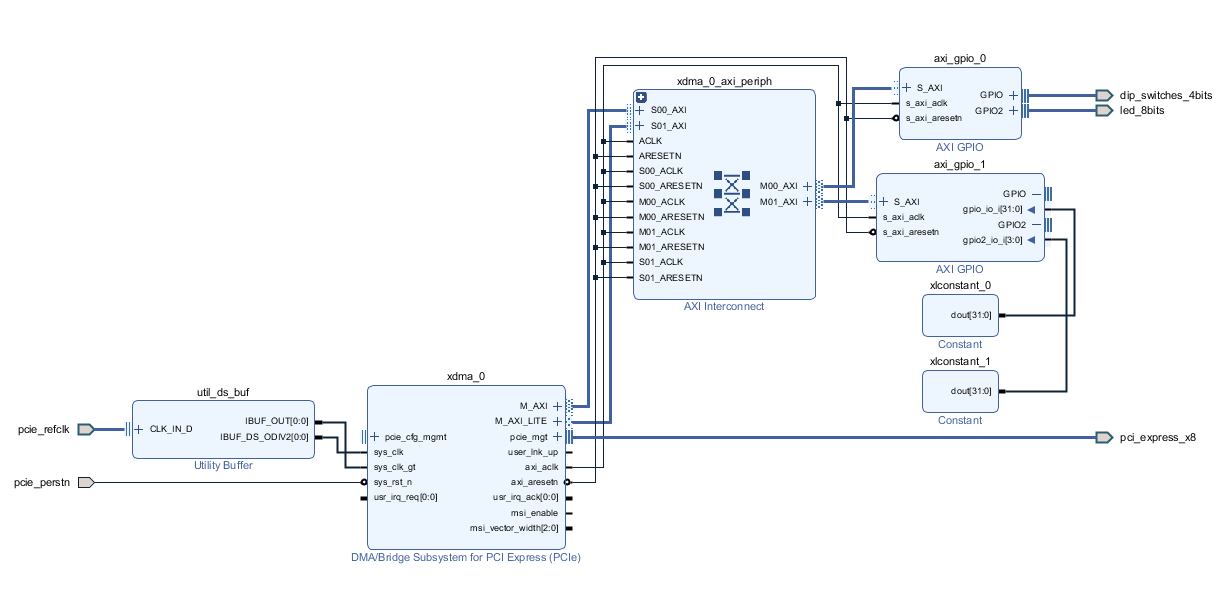 axi_gpio_0
S_AXI
s_axi_aclk
s_axi_aresetn
GPIO
GPIO2
AXI GPIO
dip_switches_4bits
led_8bits
xdma_0_axi_periph
S00_AXI
S01_AXI
ACLK
ARESETN
S00_ACLK
S00_ARESETN
M00_ACLK
M00_ARESETN
M01_ACLK
M01_ARESETN
S01_ACLK
S01_ARESETN
M00_AXI
M01_AXI
AXI Interconnect
axi_gpio_1
S_AXI
s_axi_aclk
s_axi_aresetn
GPIO
gpio_io_i[31:0]
GPIO2
gpio2_io_i[3:0]
AXI GPIO
xlconstant_0
dout[31:0]
Constant
xlconstant_1
dout[31:0]
Constant
util_ds_buf
pcie_refclk
CLK_IN_D
IBUF_OUT[0:0]
IBUF_DS_ODIV2[0:0]
Utility Buffer
pcie_perstn
xdma_0
pcie_cfg_mgmt
sys_clk
sys_clk_gt
sys_rst_n
usr_irq_req[0:0]
M_AXI
M_AXI_LITE
pcie_mgt
user_lnk_up
axi_aclk
axi_aresetn
usr_irq_ack[0:0]
msi_enable
msi_vector_width[2:0]
DMA/Bridge Subsystem for PCI Express (PCIe)
pci_express_x8